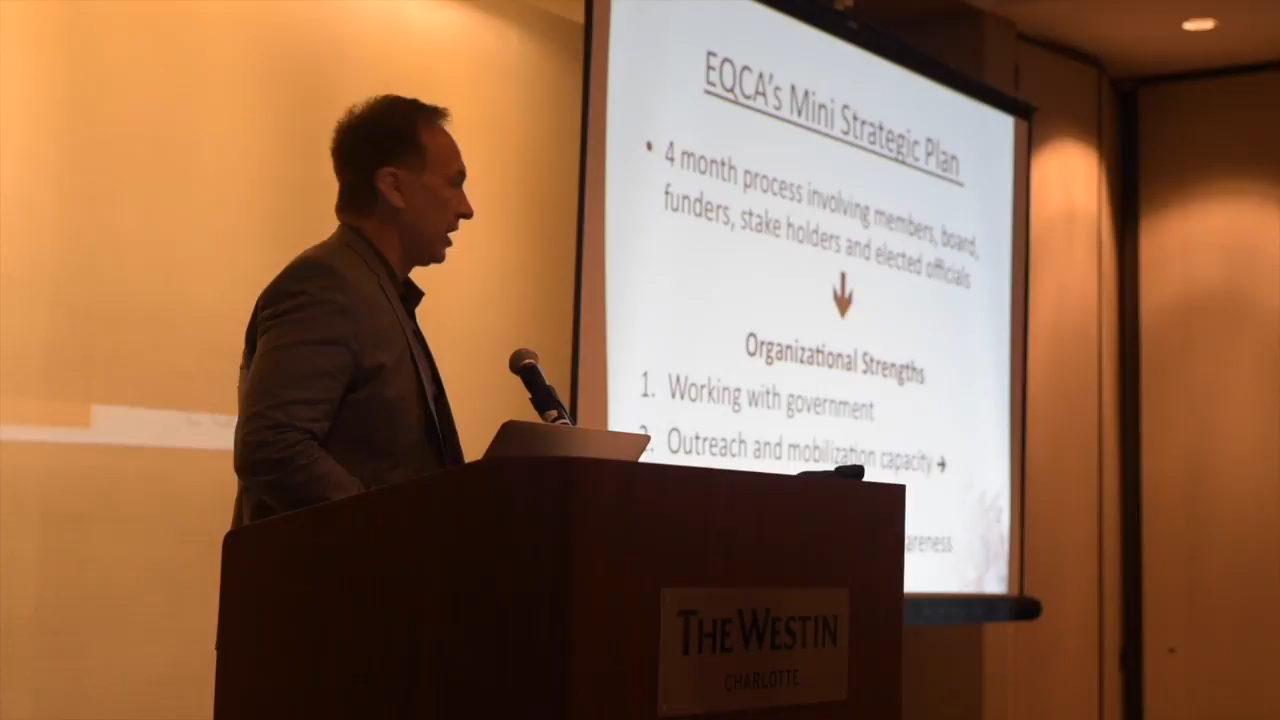 EQCA's Mini Strategic Plan
• 4 month process involving members, board,
funders, stake holders and elected officials
Organizational Strengths
1. Working with government
2. Outreach and mobilization capacity →
areness
THE WESTIN
CHARLOTTE